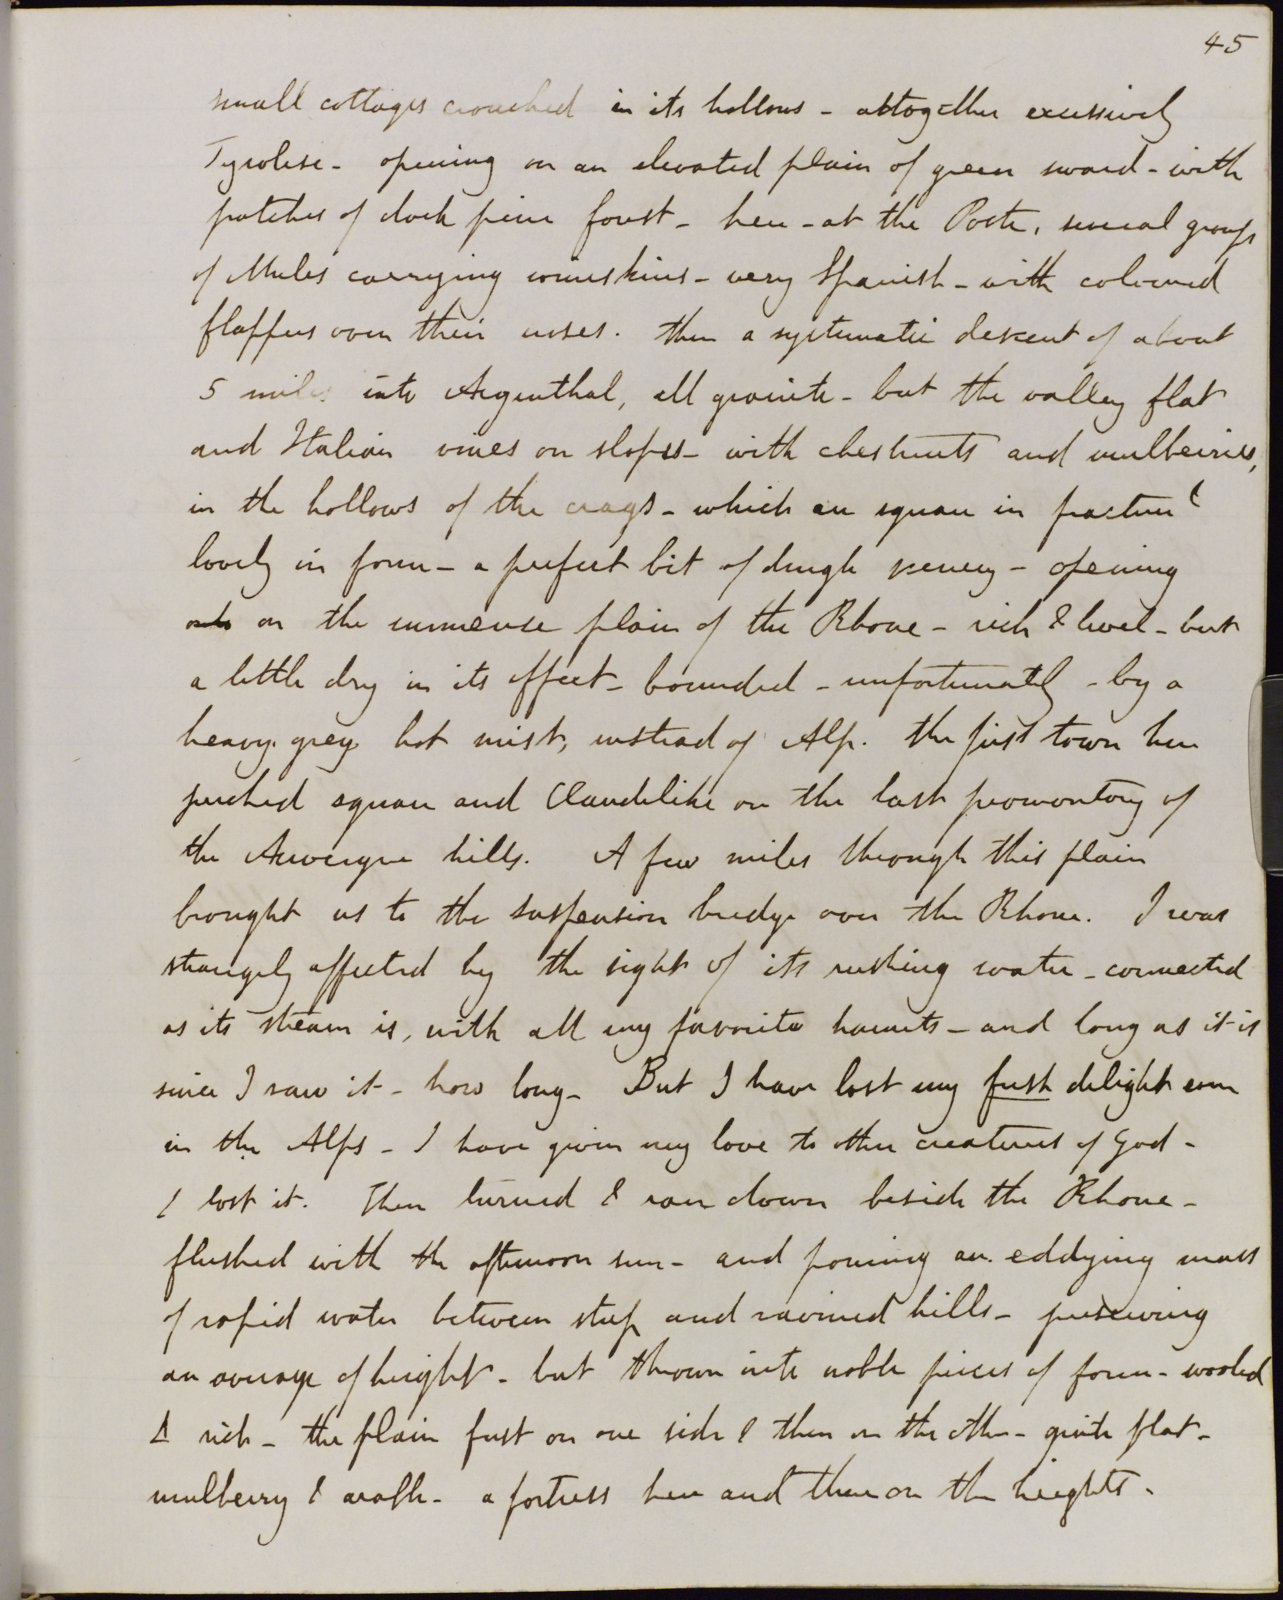 45
small cottages crouched in its hollows - altogether excessively
Tyrolese - opening on an elevated plain of green sward - with
patches of dark pine forest - here - at the Poste, several groups
of Mules carrying wineskins - very Spanish - with coloured
flappers over their noses. then a systematic descent of about
5 miles into Argenthal, all granite - but the valley flat
and Italian vines on slopes - with chestnuts and mulberries,
in the hollows of the crags - which are square in fracture &
lovely in form - a perfect bit of gorge scenery - opening
on the immense plain of the Rhone - rich & level - but
a little dry in its effect - bounded - unfortunately - by a
heavy grey hot mist, instead of Alp. the first town here
perched square and Claudelike on the last promontory of
the Auvergne hills. A few miles through this plain
brought us to the suspension bridge over the Rhone. I was
strangely affected by the sight of its rushing water - connected
as its stream is, with all my favorite haunts - and long as it is
since I saw it - how long - But I have lost my fresh delight even
in the Alps - I have given my love to other creatures of God -
& lost it. Then turned & ran down beside the Rhone -
flushed with the afternoon sun - and pouring an eddying mass
of rapid water between steep and ravined hills - preserving
an average of height - but thrown into noble pieces of form - wooded
& rich - the plain first on one side & then on the other - quite flat -
mulberry & arable - a fortress here and there on the heights -